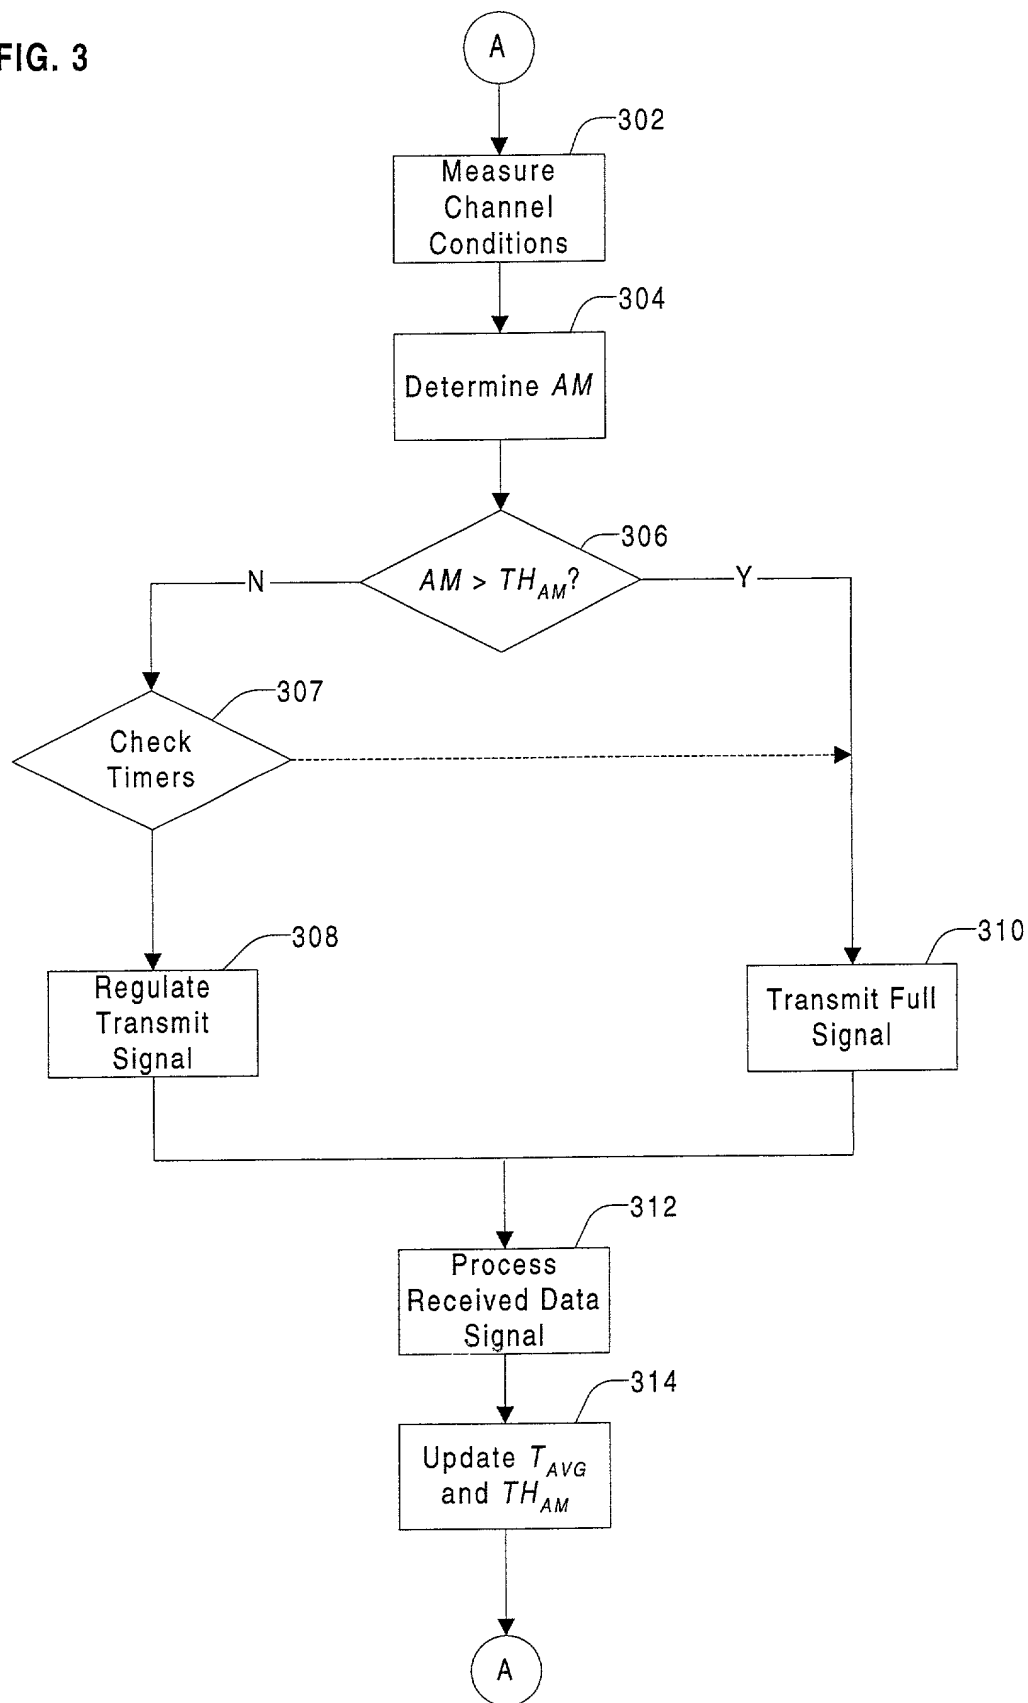 FIG. 3
A
302
Measure
Channel
Conditions
304
Determine AM
306
AM > TH_AM?
N
Y
307
Check
Timers
308
Regulate
Transmit
Signal
310
Transmit Full
Signal
312
Process
Received Data
Signal
314
Update T_AVG
and TH_AM
A